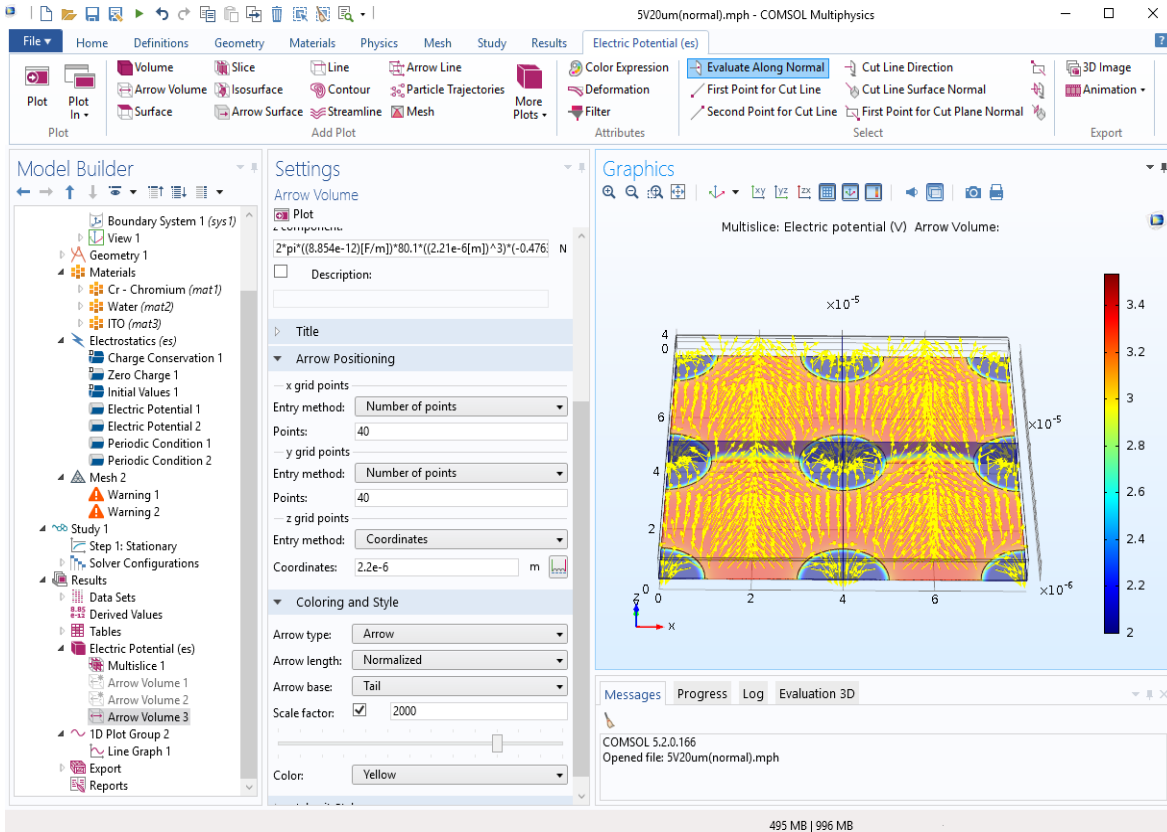 5V20um(normal).mph - COMSOL Multiphysics
File Home Definitions Geometry Materials Physics Mesh Study Results Electric Potential (es)
Plot
Plot In
Plot
Volume Slice Line Arrow Line
Arrow Volume Isosurface Contour Particle Trajectories
Surface Arrow Surface Streamline Mesh
More Plots
Add Plot
Color Expression
Deformation
Filter
Attributes
Evaluate Along Normal Cut Line Direction
First Point for Cut Line Cut Line Surface Normal
Second Point for Cut Line First Point for Cut Plane Normal
Select
3D Image
Animation
Export
Model Builder
Boundary System 1 (sys1)
View 1
Geometry 1
Materials
Cr - Chromium (mat1)
Water (mat2)
ITO (mat3)
Electrostatics (es)
Charge Conservation 1
Zero Charge 1
Initial Values 1
Electric Potential 1
Electric Potential 2
Periodic Condition 1
Periodic Condition 2
Mesh 2
Warning 1
Warning 2
Study 1
Step 1: Stationary
Solver Configurations
Results
Data Sets
8.85
e-12
Derived Values
Tables
Electric Potential (es)
Multislice 1
Arrow Volume 1
Arrow Volume 2
Arrow Volume 3
1D Plot Group 2
Line Graph 1
Export
Reports
Settings
Arrow Volume
Plot
z component:
2*pi*((8.854e-12)[F/m])*80.1*((2.21e-6[m])^3)*(-0.476 N
Description:
Title
Arrow Positioning
x grid points
Entry method: Number of points
Points: 40
y grid points
Entry method: Number of points
Points: 40
z grid points
Entry method: Coordinates
Coordinates: 2.2e-6 m
Coloring and Style
Arrow type: Arrow
Arrow length: Normalized
Arrow base: Tail
Scale factor: 2000
Color: Yellow
Graphics
xy yz zx
Multislice: Electric potential (V) Arrow Volume:
×10⁻⁵
4
0
6
4
2
0
0 2 4 6
×10⁻⁵
×10⁻⁶
z
x
3.4
3.2
3
2.8
2.6
2.4
2.2
2
Messages Progress Log Evaluation 3D
COMSOL 5.2.0.166
Opened file: 5V20um(normal).mph
495 MB | 996 MB